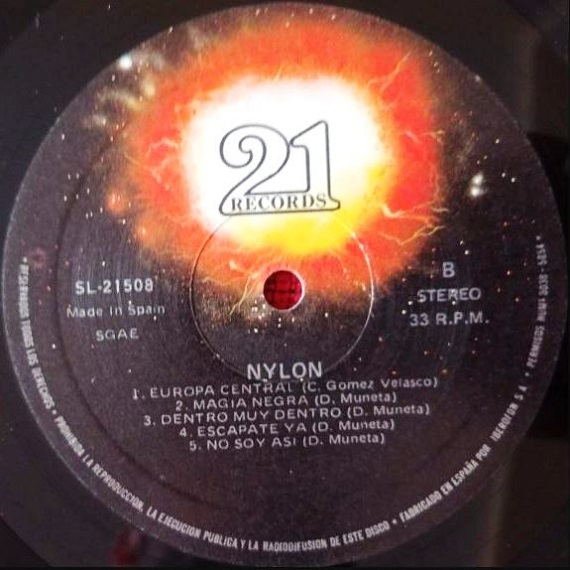 21
RECORDS
SL-21508
Made in Spain
SGAE
B
STEREO
33 R.P.M.
NYLON
1. EUROPA CENTRAL (C. Gomez Velasco)
2. MAGIA NEGRA (D. Muneta)
3. DENTRO MUY DENTRO (D. Muneta)
4. ESCAPATE YA (D. Muneta)
5. NO SOY ASI (D. Muneta)
• RESERVADOS TODOS LOS DERECHOS • PROHIBIDA LA REPRODUCCION, LA EJECUCION PUBLICA Y LA RADIODIFUSION DE ESTE DISCO • FABRICADO EN ESPAÑA POR IBEROFON S A •